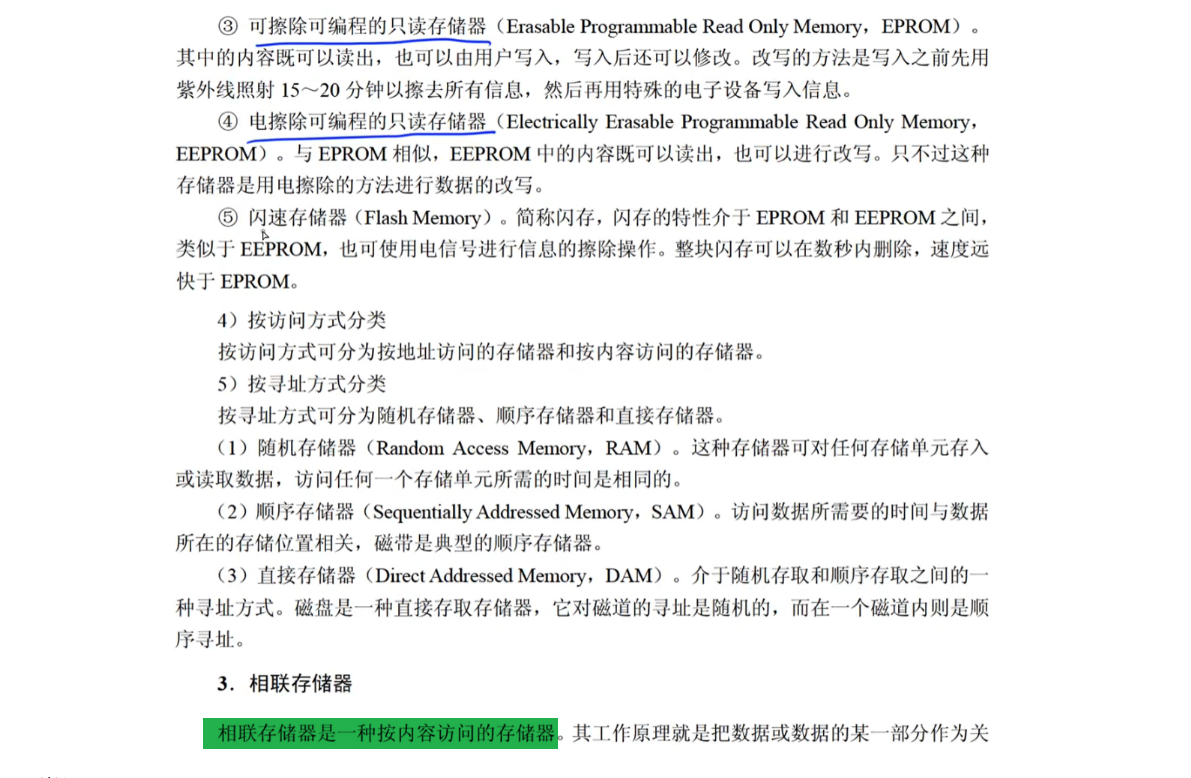 ③ 可擦除可编程的只读存储器（Erasable Programmable Read Only Memory，EPROM）。
其中的内容既可以读出，也可以由用户写入，写入后还可以修改。改写的方法是写入之前先用
紫外线照射 15～20 分钟以擦去所有信息，然后再用特殊的电子设备写入信息。
④ 电擦除可编程的只读存储器（Electrically Erasable Programmable Read Only Memory，
EEPROM）。与 EPROM 相似，EEPROM 中的内容既可以读出，也可以进行改写。只不过这种
存储器是用电擦除的方法进行数据的改写。
⑤ 闪速存储器（Flash Memory）。简称闪存，闪存的特性介于 EPROM 和 EEPROM 之间，
类似于 EEPROM，也可使用电信号进行信息的擦除操作。整块闪存可以在数秒内删除，速度远
快于 EPROM。
4）按访问方式分类
按访问方式可分为按地址访问的存储器和按内容访问的存储器。
5）按寻址方式分类
按寻址方式可分为随机存储器、顺序存储器和直接存储器。
（1）随机存储器（Random Access Memory，RAM）。这种存储器可对任何存储单元存入
或读取数据，访问任何一个存储单元所需的时间是相同的。
（2）顺序存储器（Sequentially Addressed Memory，SAM）。访问数据所需要的时间与数据
所在的存储位置相关，磁带是典型的顺序存储器。
（3）直接存储器（Direct Addressed Memory，DAM）。介于随机存取和顺序存取之间的一
种寻址方式。磁盘是一种直接存取存储器，它对磁道的寻址是随机的，而在一个磁道内则是顺
序寻址。
3．相联存储器
相联存储器是一种按内容访问的存储器。其工作原理就是把数据或数据的某一部分作为关